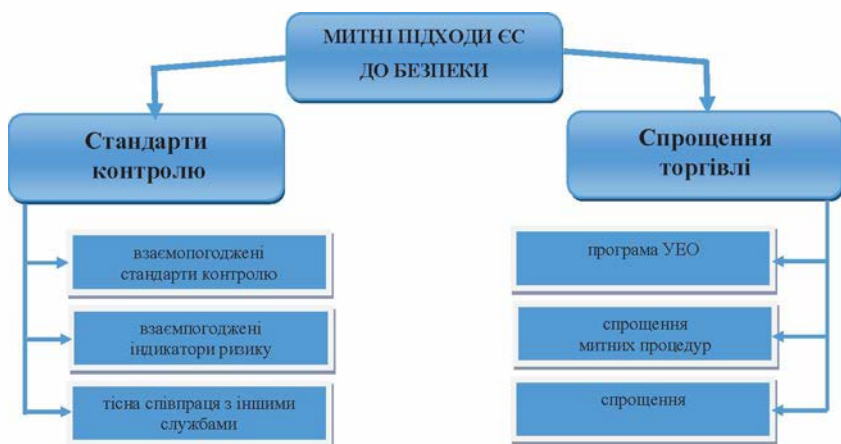 МИТНІ ПІДХОДИ ЄС
ДО БЕЗПЕКИ
Стандарти
контролю
взаємопогоджені
стандарти контролю
взаємпогоджені
індикатори ризику
тісна співпраця з іншими
службами
Спрощення
торгівлі
програма УЕО
спрощення
митних процедур
спрощення